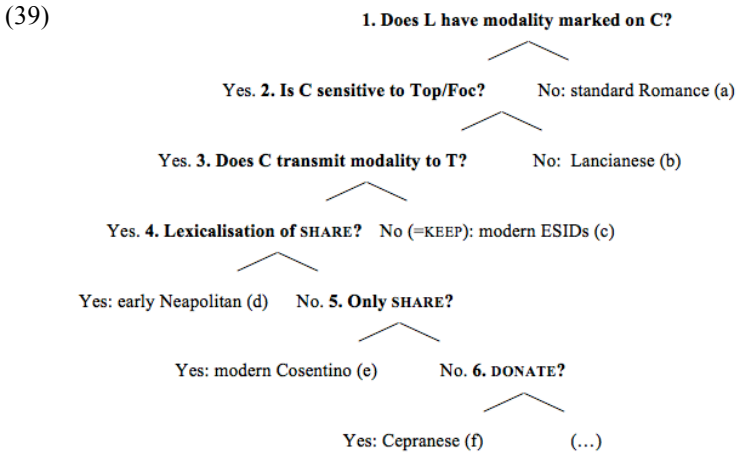 (39)
1. Does L have modality marked on C?
Yes. 2. Is C sensitive to Top/Foc? No: standard Romance (a)
Yes. 3. Does C transmit modality to T? No: Lancianese (b)
Yes. 4. Lexicalisation of SHARE? No (=KEEP): modern ESIDs (c)
Yes: early Neapolitan (d) No. 5. Only SHARE?
Yes: modern Cosentino (e) No. 6. DONATE?
Yes: Cepranese (f) (...)